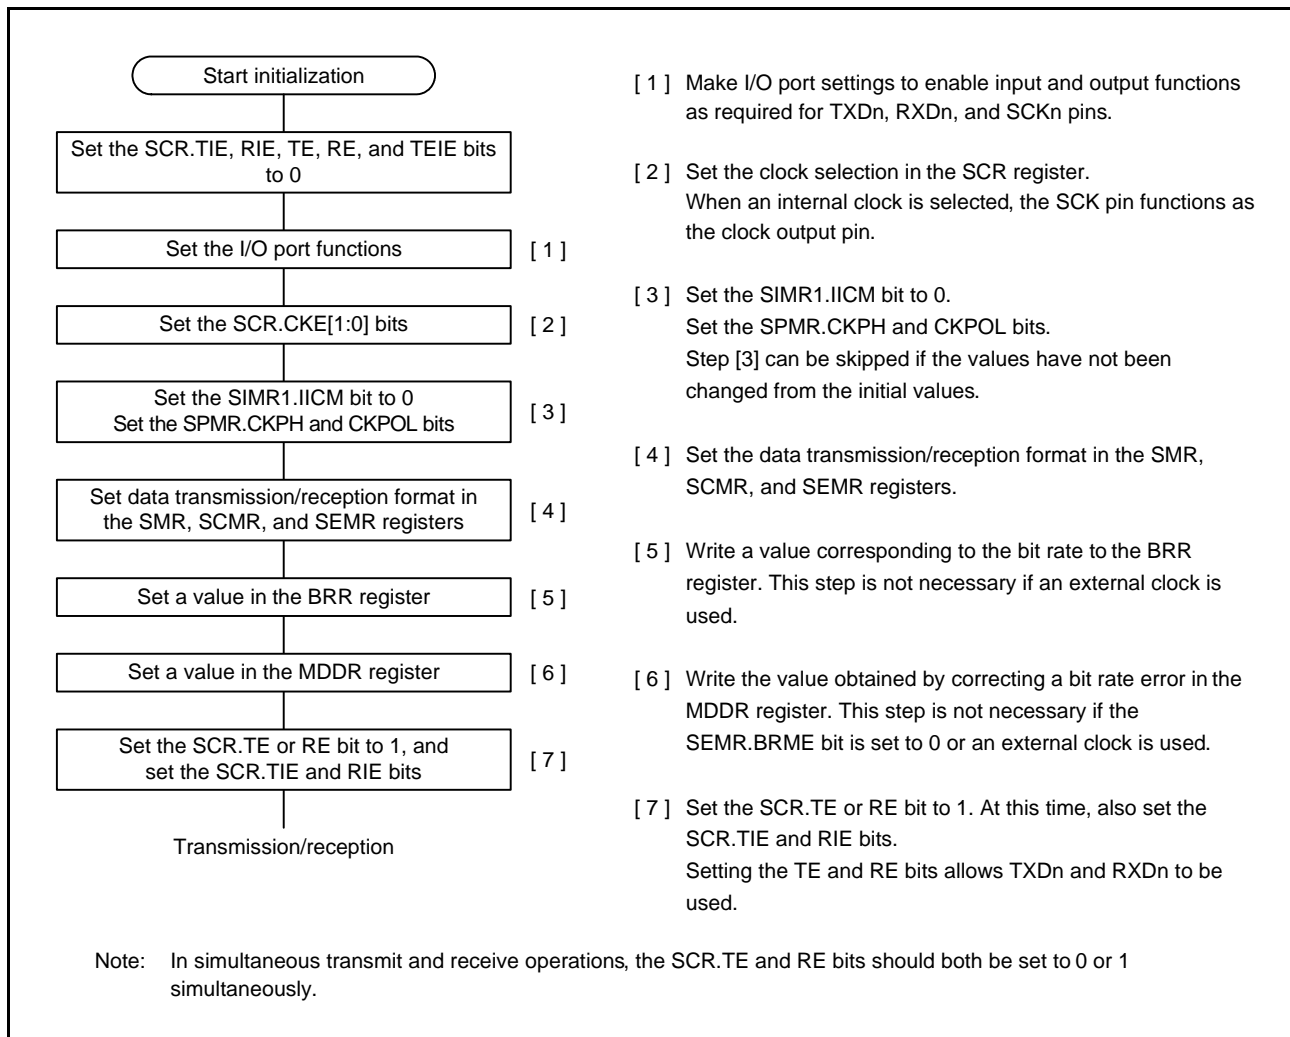 Start initialization
Set the SCR.TIE, RIE, TE, RE, and TEIE bits
to 0
Set the I/O port functions
[ 1 ]
Set the SCR.CKE[1:0] bits
[ 2 ]
Set the SIMR1.IICM bit to 0
Set the SPMR.CKPH and CKPOL bits
[ 3 ]
Set data transmission/reception format in
the SMR, SCMR, and SEMR registers
[ 4 ]
Set a value in the BRR register
[ 5 ]
Set a value in the MDDR register
[ 6 ]
Set the SCR.TE or RE bit to 1, and
set the SCR.TIE and RIE bits
[ 7 ]
Transmission/reception
[ 1 ] Make I/O port settings to enable input and output functions
as required for TXDn, RXDn, and SCKn pins.
[ 2 ] Set the clock selection in the SCR register.
When an internal clock is selected, the SCK pin functions as
the clock output pin.
[ 3 ] Set the SIMR1.IICM bit to 0.
Set the SPMR.CKPH and CKPOL bits.
Step [3] can be skipped if the values have not been
changed from the initial values.
[ 4 ] Set the data transmission/reception format in the SMR,
SCMR, and SEMR registers.
[ 5 ] Write a value corresponding to the bit rate to the BRR
register. This step is not necessary if an external clock is
used.
[ 6 ] Write the value obtained by correcting a bit rate error in the
MDDR register. This step is not necessary if the
SEMR.BRME bit is set to 0 or an external clock is used.
[ 7 ] Set the SCR.TE or RE bit to 1. At this time, also set the
SCR.TIE and RIE bits.
Setting the TE and RE bits allows TXDn and RXDn to be
used.
Note: In simultaneous transmit and receive operations, the SCR.TE and RE bits should both be set to 0 or 1
simultaneously.